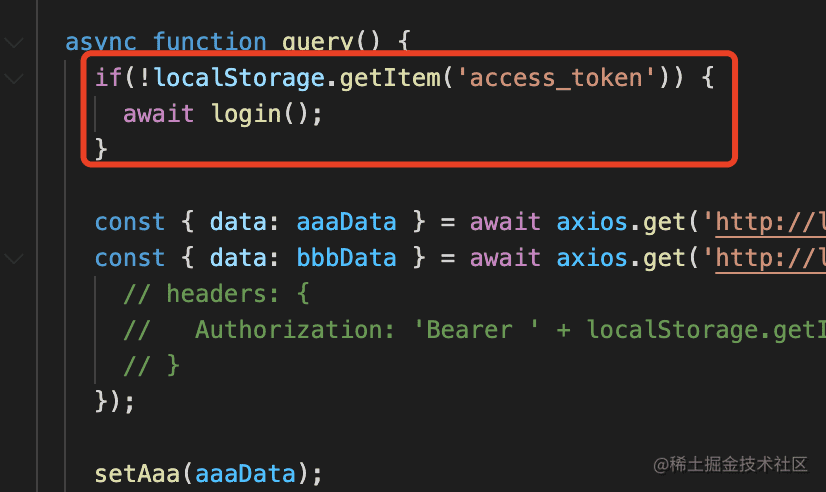 async function query() {
if(!localStorage.getItem('access_token')) {
await login();
}
const { data: aaaData } = await axios.get('http://l
const { data: bbbData } = await axios.get('http://l
// headers: {
//   Authorization: 'Bearer ' + localStorage.getI
// }
});
setAaa(aaaData);
@稀土掘金技术社区